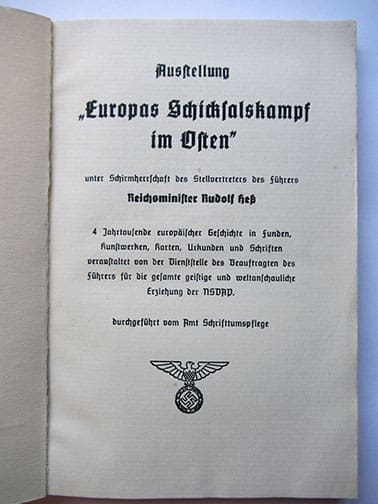 Ausstellung
„Europas Schicksalskampf
im Osten"
unter Schirmherrschaft des Stellvertreters des Führers
Reichsminister Rudolf Heß
4 Jahrtausende europäischer Geschichte in Funden,
Kunstwerken, Karten, Urkunden und Schriften
veranstaltet von der Dienststelle des Beauftragten des
Führers für die gesamte geistige und weltanschauliche
Erziehung der NSDAP.
durchgeführt vom Amt Schrifttumspflege